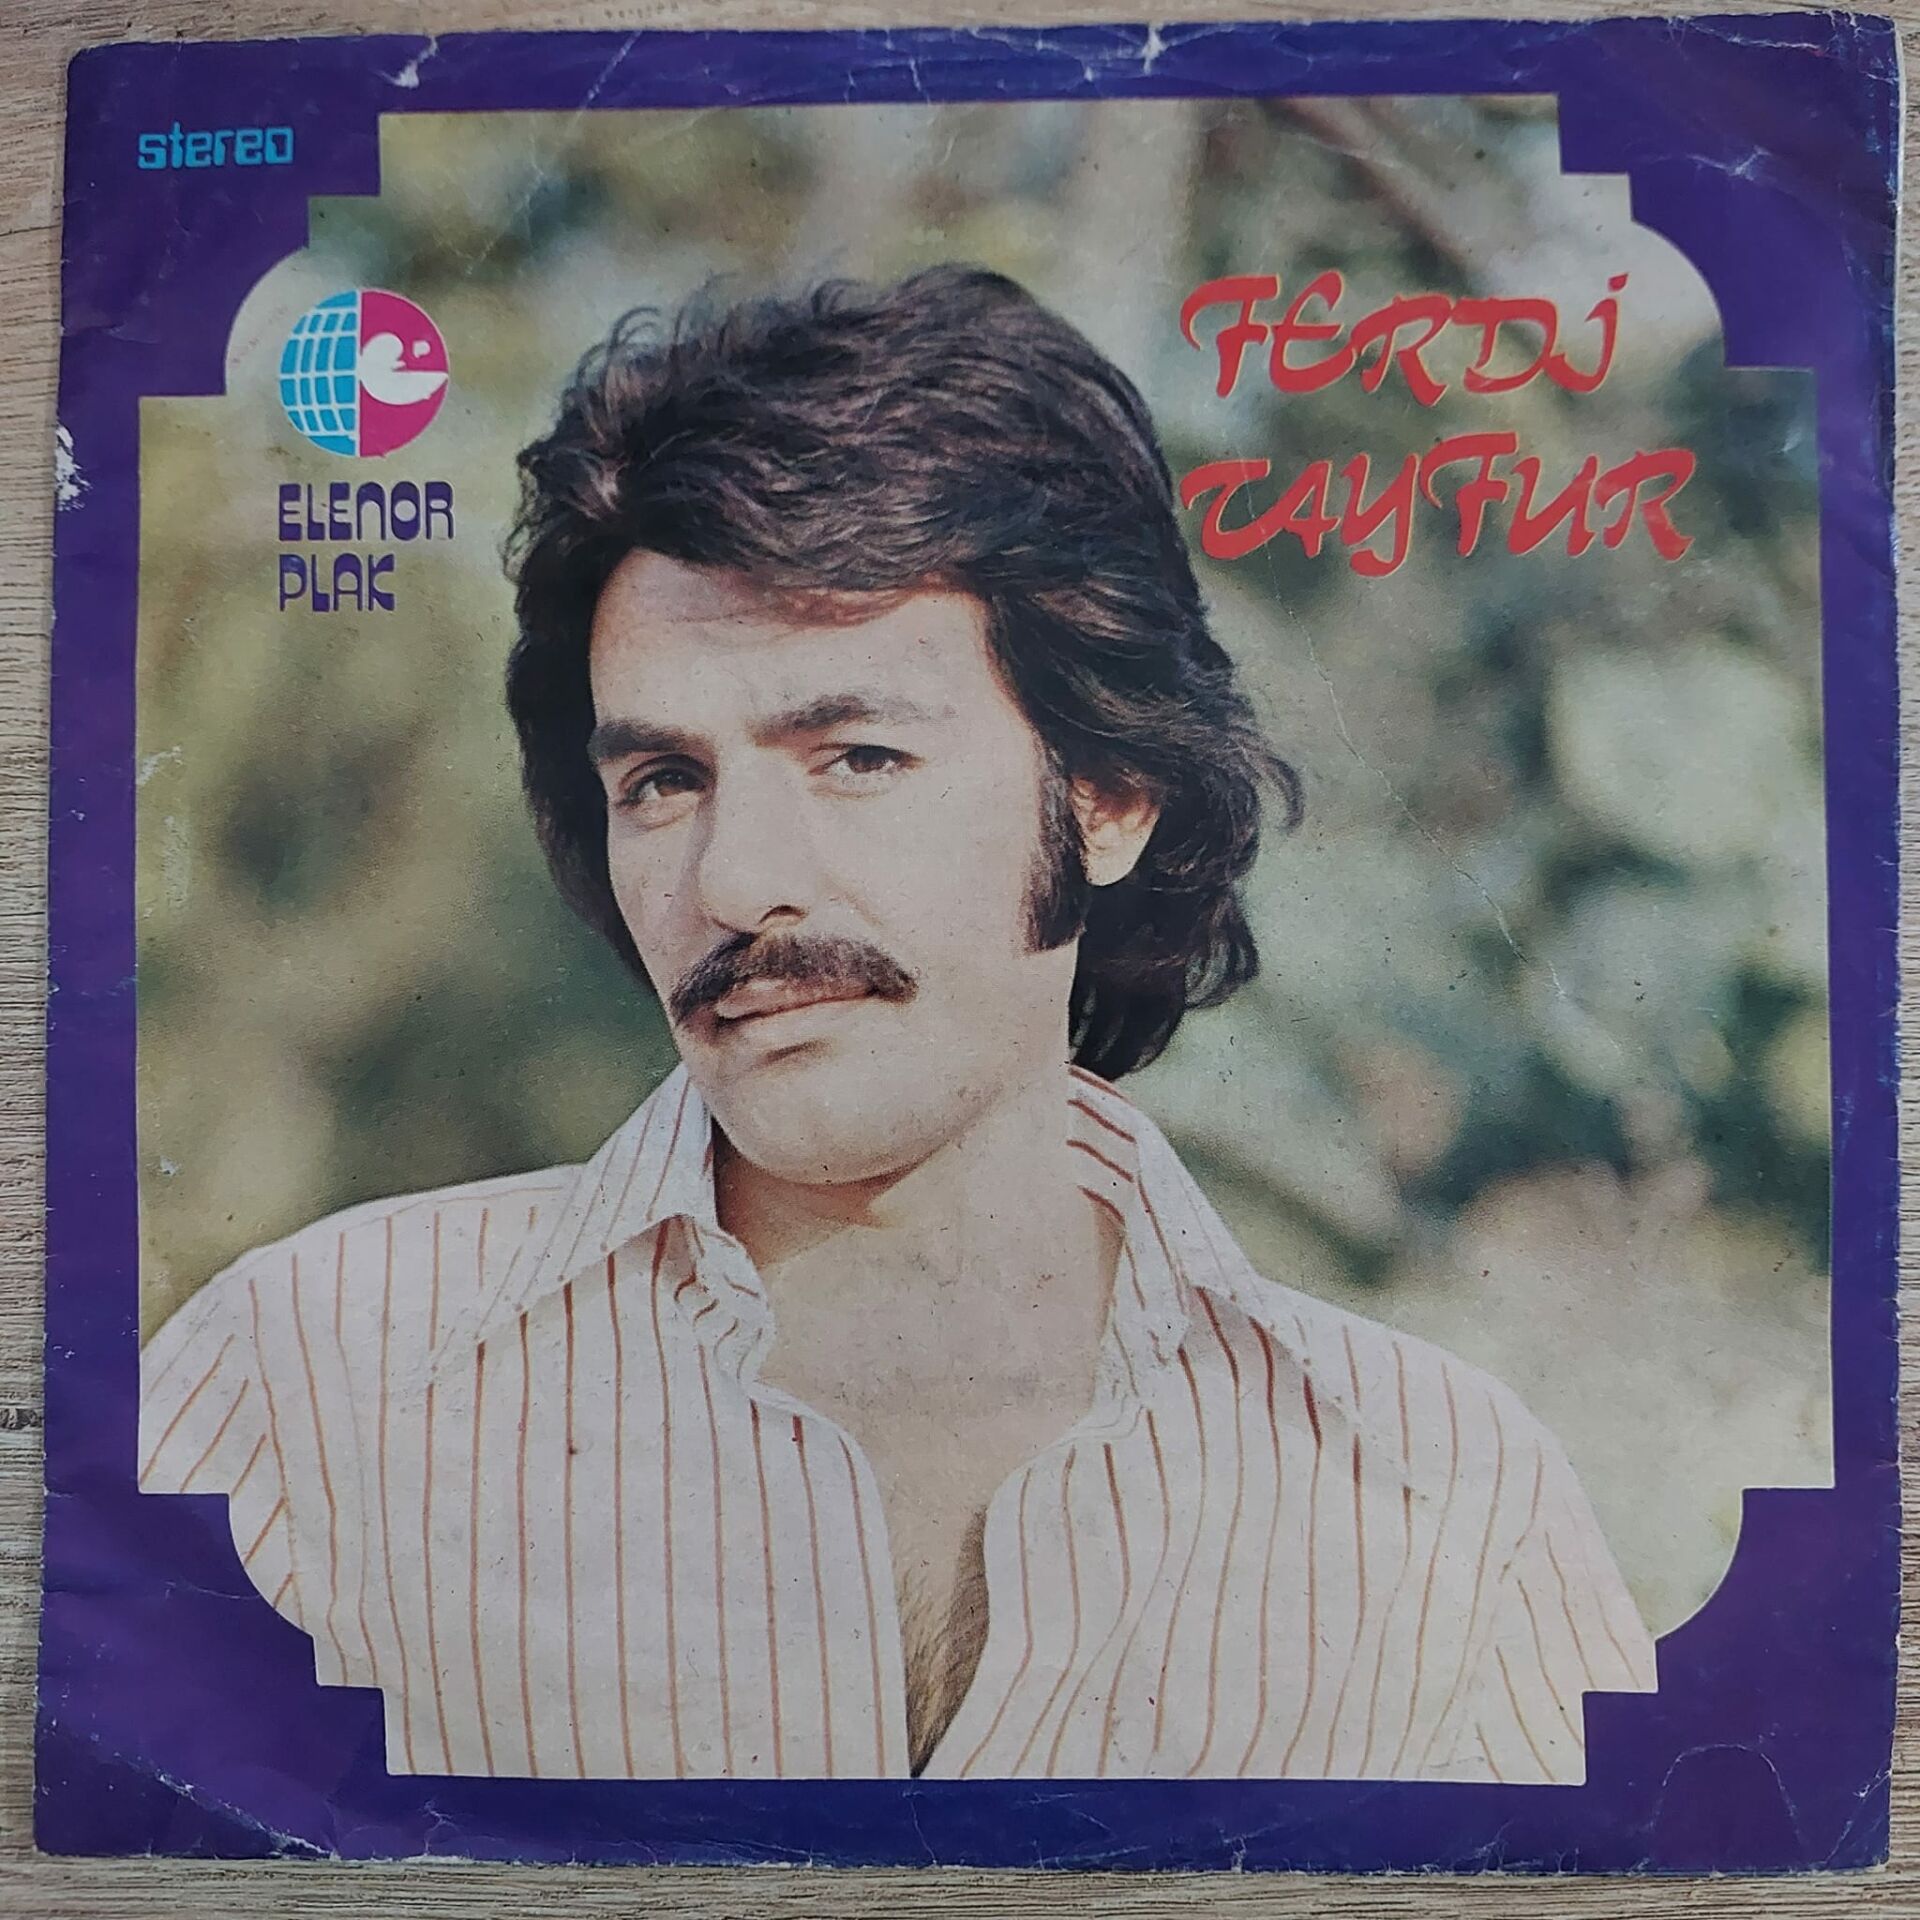 stereo
FERDİ
TAYFUR
ELENOR
PLAK